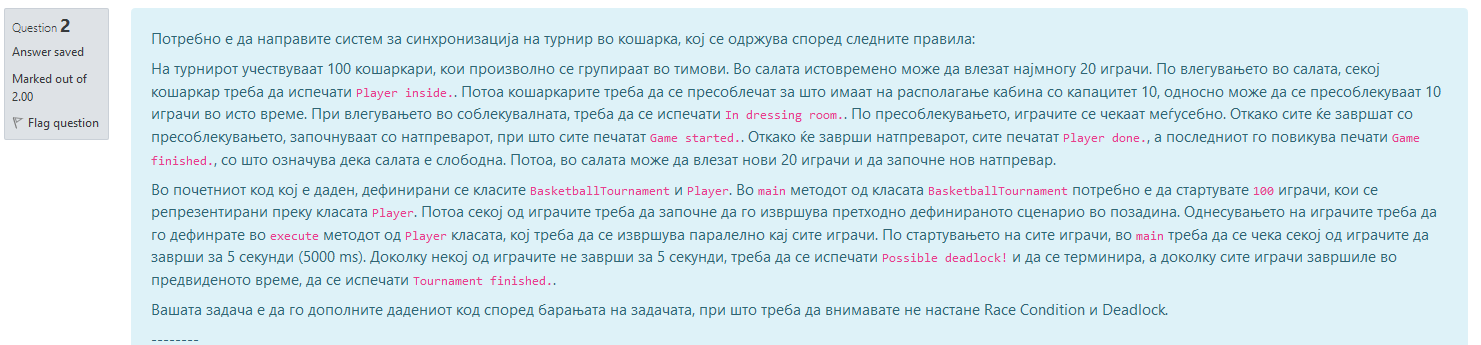 Question 2
Answer saved
Marked out of
2.00
Flag question
Потребно е да направите систем за синхронизација на турнир во кошарка, кој се одржува според следните правила:
На турнирот учествуваат 100 кошаркари, кои произволно се групираат во тимови. Во салата истовремено може да влезат најмногу 20 играчи. По влегувањето во салата, секој
кошаркар треба да испечати Player inside.. Потоа кошаркарите треба да се пресоблечат за што имаат на располагање кабина со капацитет 10, односно може да се пресоблекуваат 10
играчи во исто време. При влегувањето во соблекувалната, треба да се испечати In dressing room.. По пресоблекувањето, играчите се чекаат меѓусебно. Откако сите ќе завршат со
пресоблекувањето, започнуваат со натпреварот, при што сите печатат Game started.. Откако ќе заврши натпреварот, сите печатат Player done., а последниот го повикува печати Game
finished., со што означува дека салата е слободна. Потоа, во салата може да влезат нови 20 играчи и да започне нов натпревар.
Во почетниот код кој е даден, дефинирани се класите BasketballTournament и Player. Во main методот од класата BasketballTournament потребно е да стартувате 100 играчи, кои се
репрезентирани преку класата Player. Потоа секој од играчите треба да започне да го извршува претходно дефинираното сценарио во позадина. Однесувањето на играчите треба да
го дефинрате во execute методот од Player класата, кој треба да се извршува паралелно кај сите играчи. По стартувањето на сите играчи, во main треба да се чека секој од играчите да
заврши за 5 секунди (5000 ms). Доколку некој од играчите не заврши за 5 секунди, треба да се испечати Possible deadlock! и да се терминира, а доколку сите играчи завршиле во
предвиденото време, да се испечати Tournament finished..
Вашата задача е да го дополните дадениот код според барањата на задачата, при што треба да внимавате не настане Race Condition и Deadlock.
--------